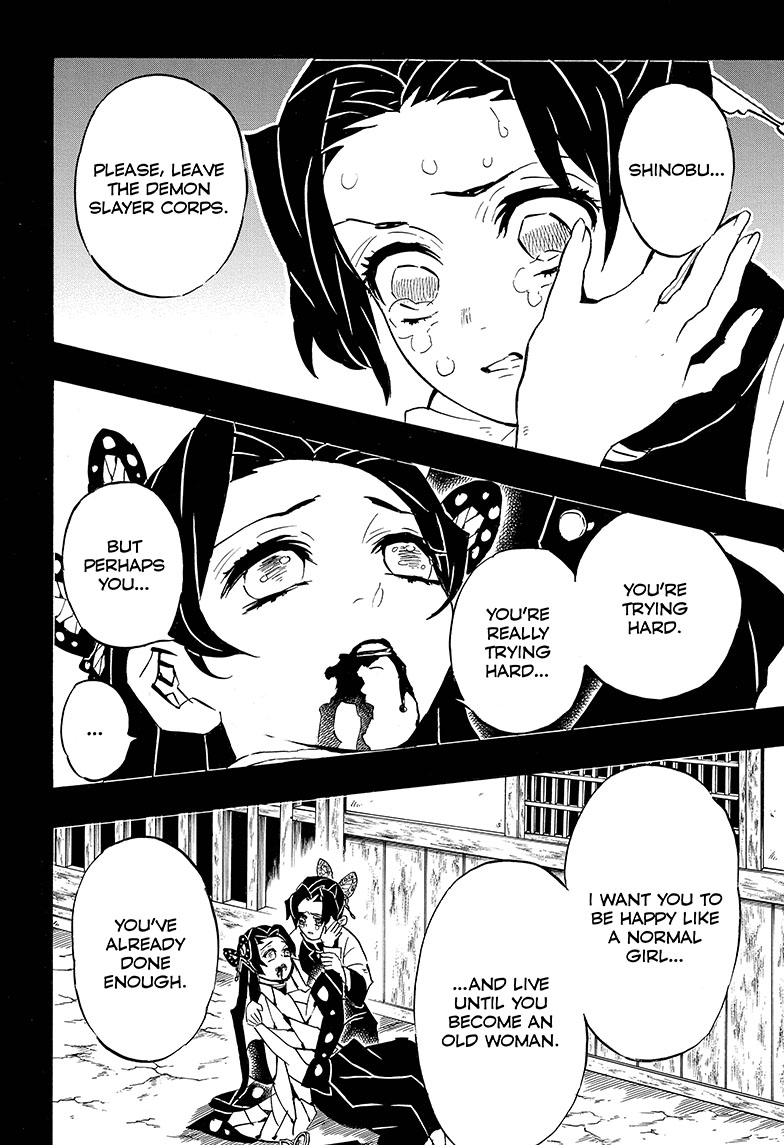 SHINOBU...
PLEASE, LEAVE
THE DEMON
SLAYER CORPS.
YOU'RE
TRYING
HARD.
YOU'RE
REALLY
TRYING
HARD...
BUT
PERHAPS
YOU...
...
I WANT YOU TO
BE HAPPY LIKE
A NORMAL
GIRL...
...AND LIVE
UNTIL YOU
BECOME AN
OLD WOMAN.
YOU'VE
ALREADY
DONE
ENOUGH.